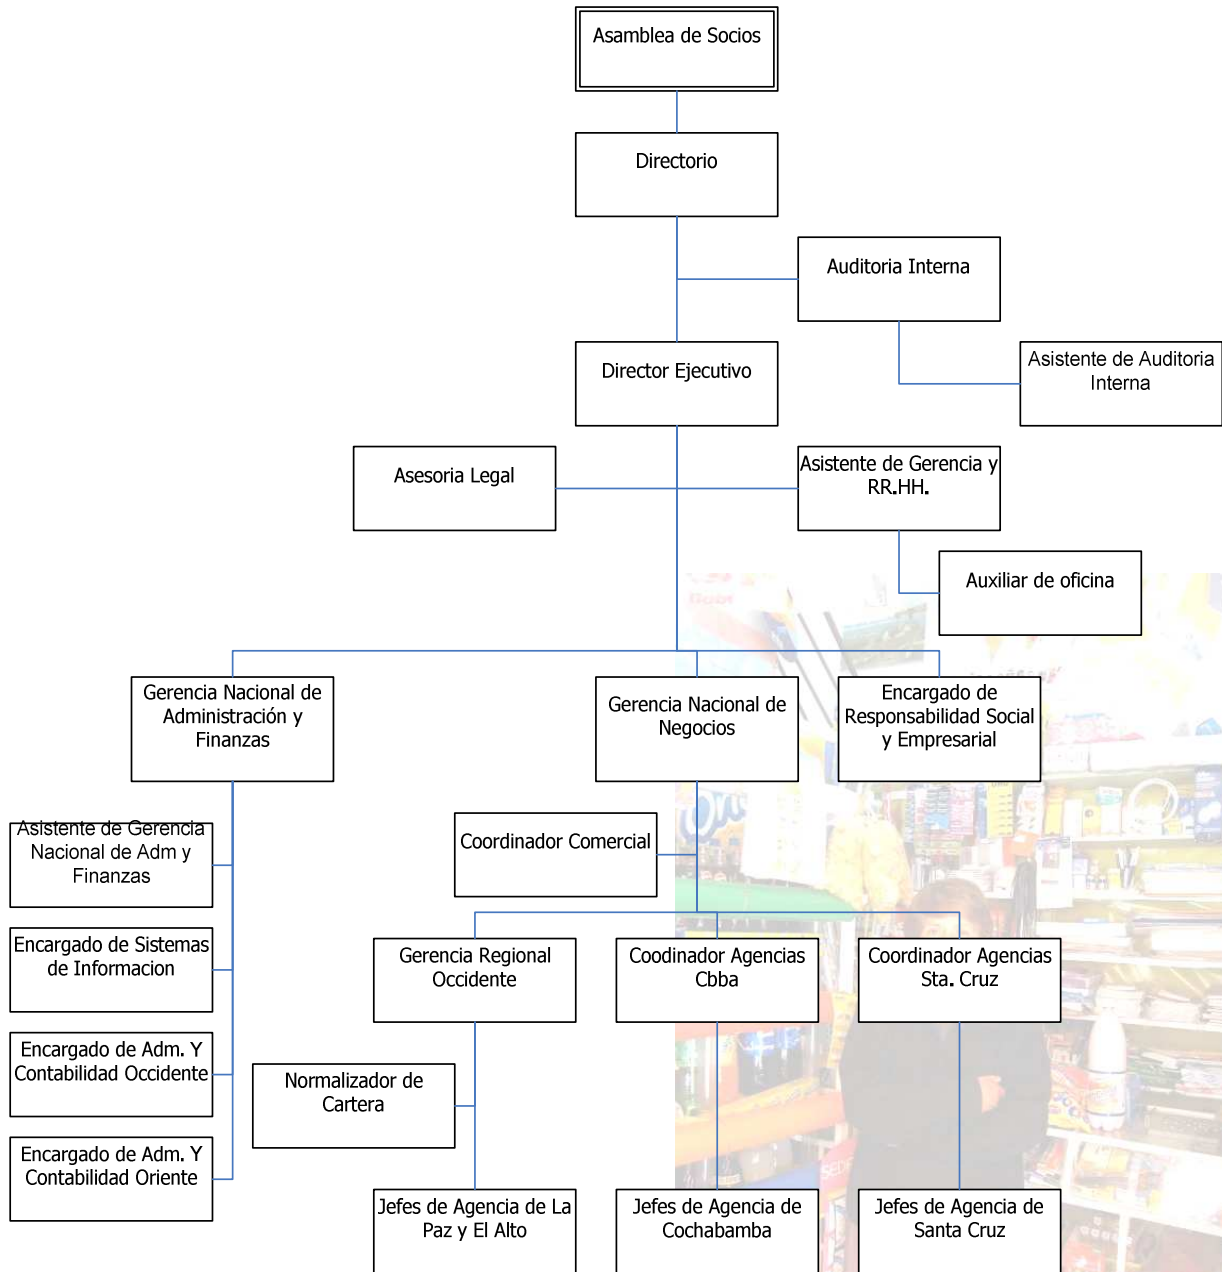 Asamblea de Socios
Directorio
Auditoria Interna
Director Ejecutivo
Asistente de Auditoria
Interna
Asesoria Legal
Asistente de Gerencia y
RR.HH.
Auxiliar de oficina
Gerencia Nacional de
Administración y
Finanzas
Gerencia Nacional de
Negocios
Encargado de
Responsabilidad Social
y Empresarial
Asistente de Gerencia
Nacional de Adm y
Finanzas
Coordinador Comercial
Encargado de Sistemas
de Informacion
Gerencia Regional
Occidente
Coodinador Agencias
Cbba
Coordinador Agencias
Sta. Cruz
Encargado de Adm. Y
Contabilidad Occidente
Normalizador de
Cartera
Encargado de Adm. Y
Contabilidad Oriente
Jefes de Agencia de La
Paz y El Alto
Jefes de Agencia de
Cochabamba
Jefes de Agencia de
Santa Cruz